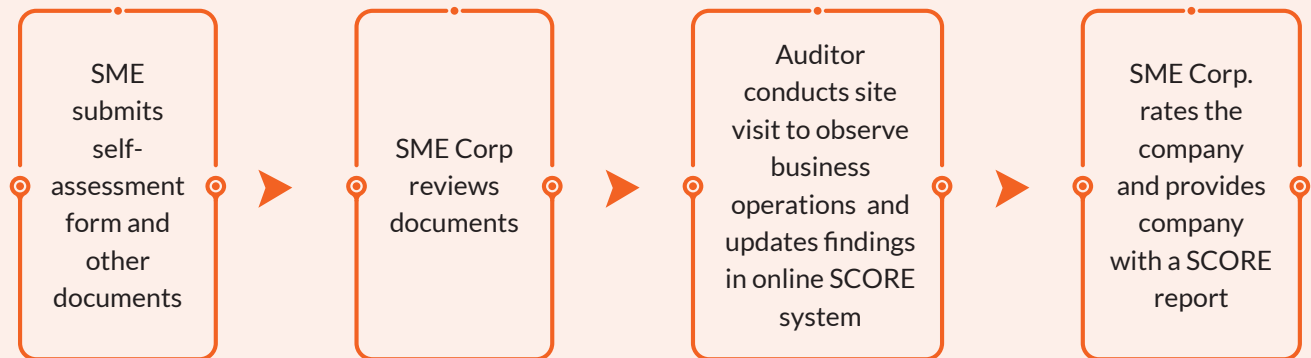 SME
submits
self-
assessment
form and
other
documents
SME Corp
reviews
documents
Auditor
conducts site
visit to observe
business
operations and
updates findings
in online SCORE
system
SME Corp.
rates the
company
and provides
company
with a SCORE
report